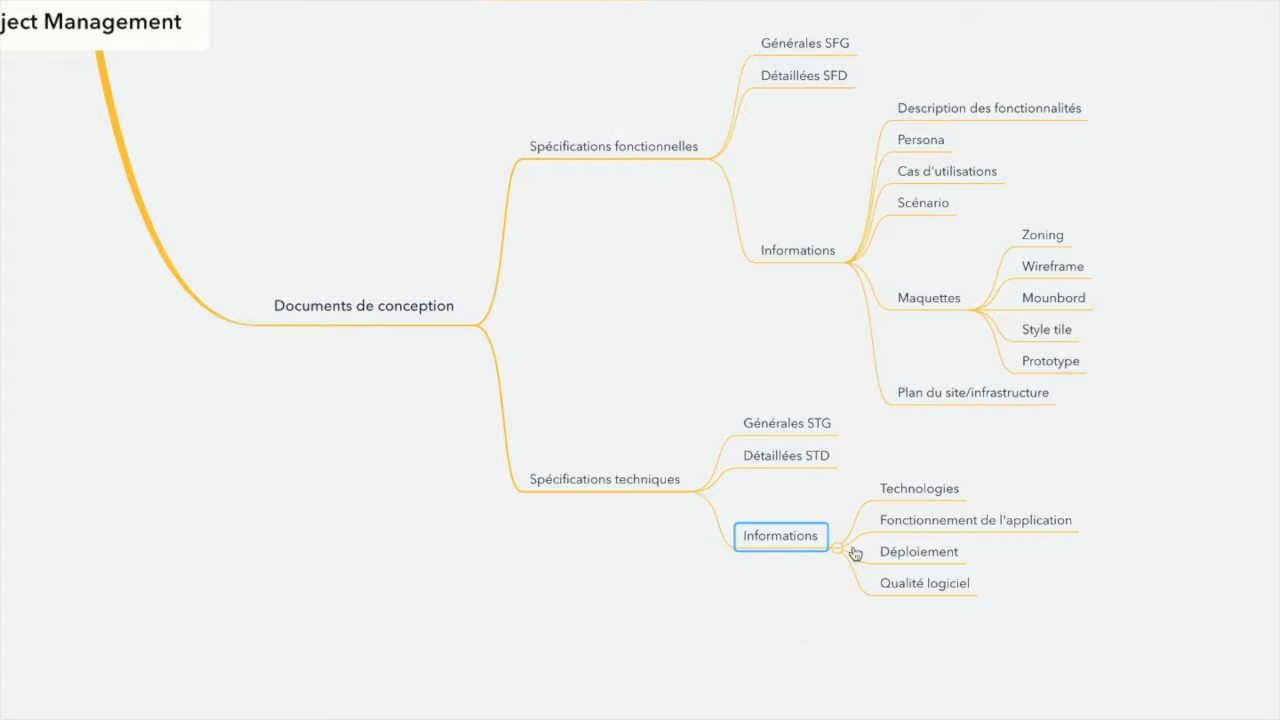 ject Management
Générales SFG
Détaillées SFD
Description des fonctionnalités
Persona
Spécifications fonctionnelles
Cas d'utilisations
Scénario
Zoning
Informations
Wireframe
Maquettes
Mounbord
Documents de conception
Style tile
Prototype
Plan du site/infrastructure
Générales STG
Détaillées STD
Spécifications techniques
Technologies
Fonctionnement de l'application
Informations
Déploiement
Qualité logiciel